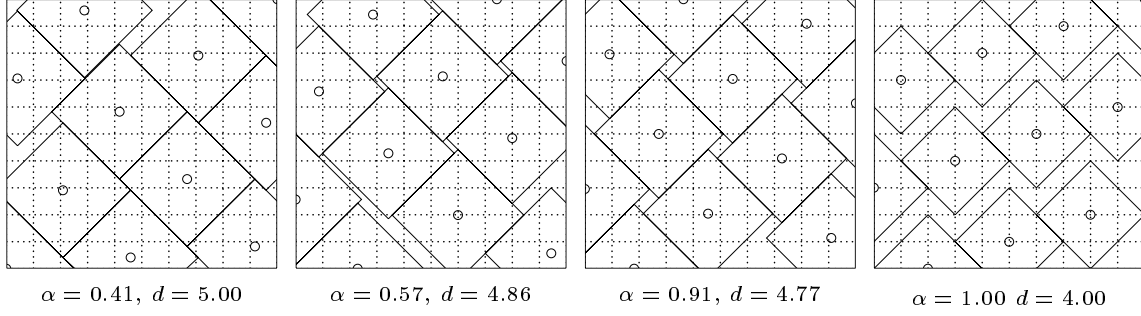 α = 0.41, d = 5.00
α = 0.57, d = 4.86
α = 0.91, d = 4.77
α = 1.00 d = 4.00